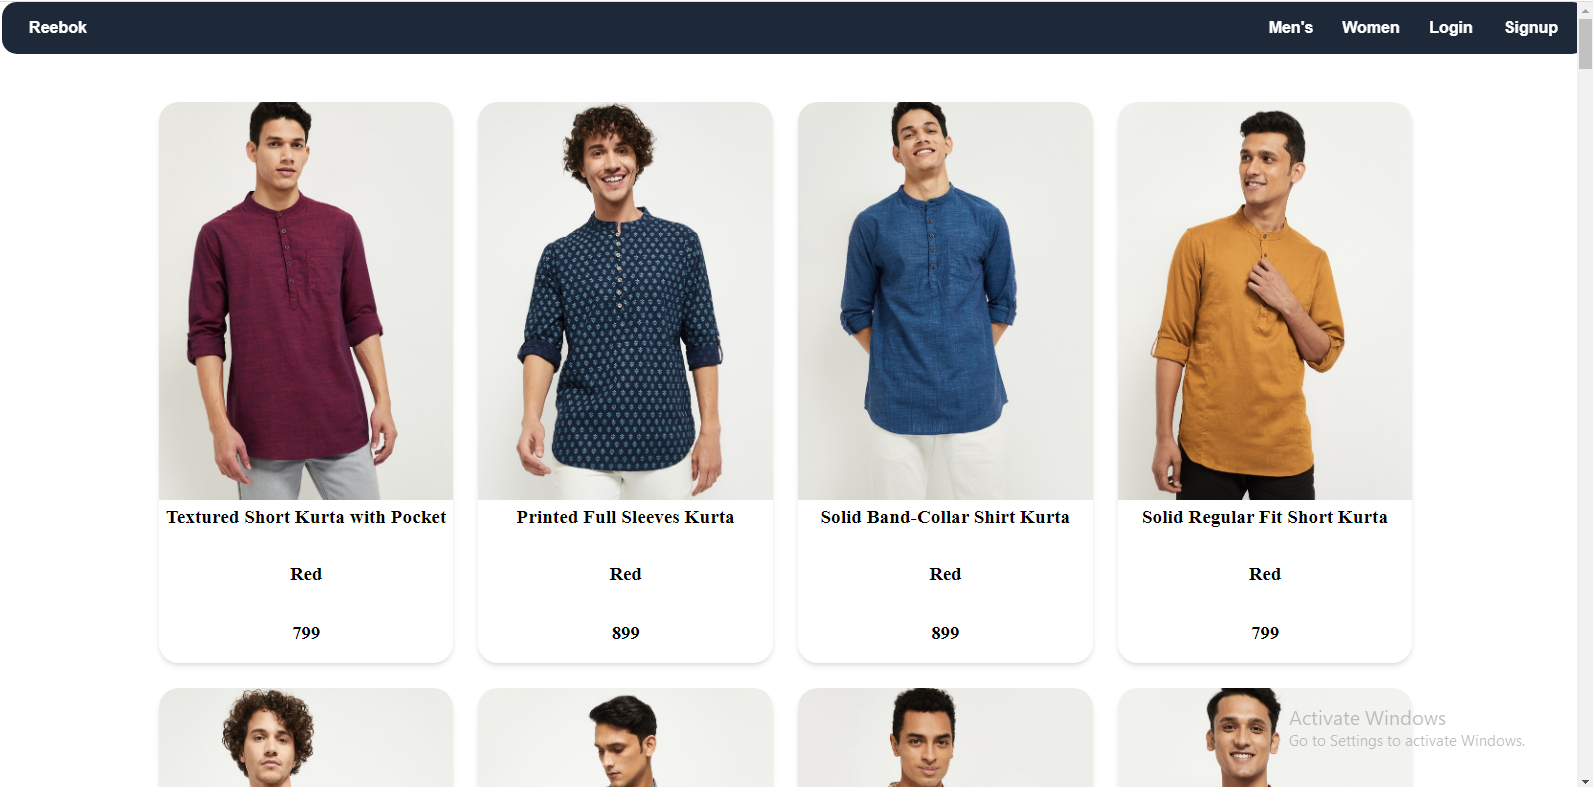 Reebok Men's Women Login Signup
Textured Short Kurta with Pocket Printed Full Sleeves Kurta Solid Band-Collar Shirt Kurta Solid Regular Fit Short Kurta
Red Red Red Red
799 899 899 799
Activate Windows
Go to Settings to activate Windows.